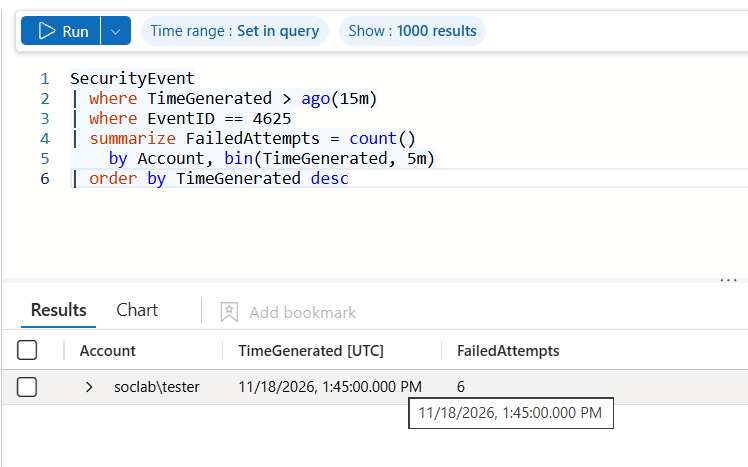 Run Time range : Set in query Show : 1000 results
1 SecurityEvent
2 | where TimeGenerated > ago(15m)
3 | where EventID == 4625
4 | summarize FailedAttempts = count()
5 by Account, bin(TimeGenerated, 5m)
6 | order by TimeGenerated desc
...
Results Chart Add bookmark
Account TimeGenerated [UTC] FailedAttempts
soclab\tester 11/18/2026, 1:45:00.000 PM 6
11/18/2026, 1:45:00.000 PM